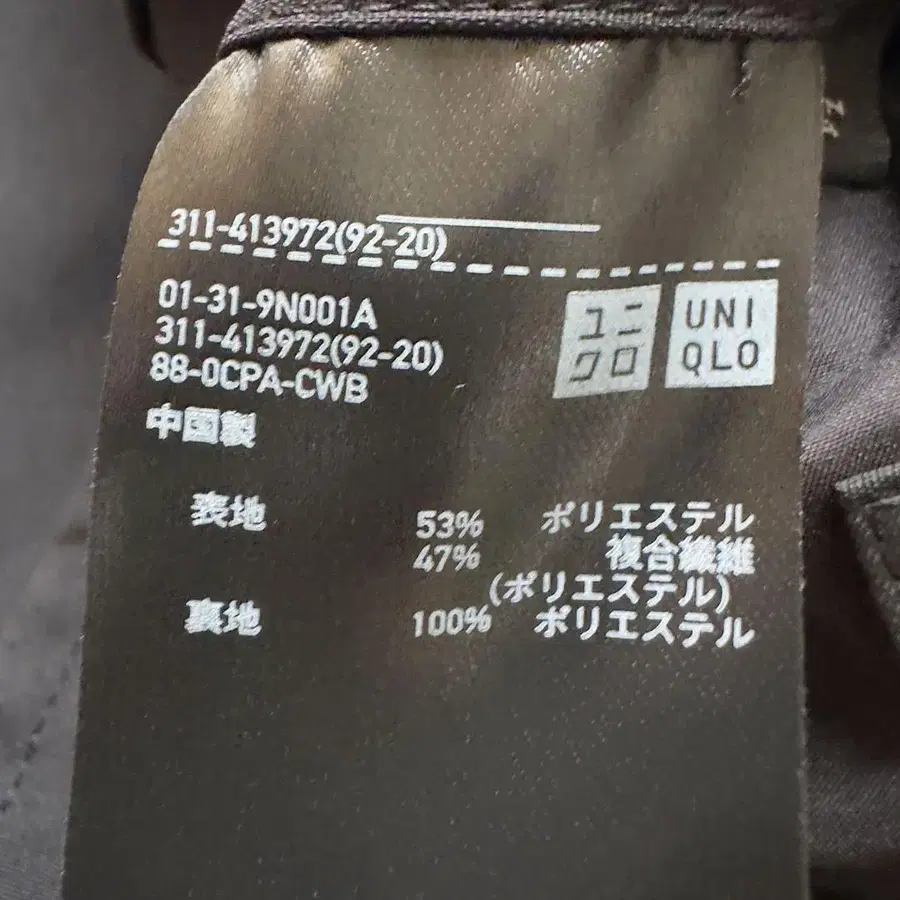 311-413972(92-20)
01-31-9N001A
311-413972(92-20)
88-0CPA-CWB
中国製
ユニ
クロ
UNI
QLO
表地 53% ポリエステル
47% 複合繊維
(ポリエステル)
裏地 100% ポリエステル